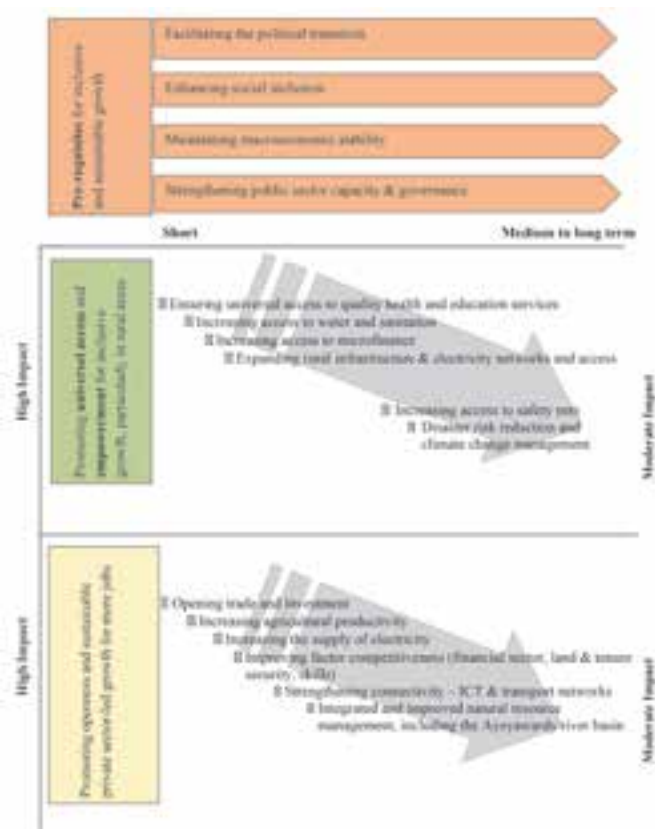 Pre-requisites for inclusive
and sustainable growth
Facilitating the political transition
Enhancing social inclusion
Maintaining macroeconomic stability
Strengthening public sector capacity & governance
Short
Medium to long term
High Impact
Promoting universal access and
empowerment for inclusive
growth, particularly in rural areas
Ensuring universal access to quality health and education services
Increasing access to water and sanitation
Increasing access to microfinance
Expanding rural infrastructure & electricity networks and access
Increasing access to safety nets
Disaster risk reduction and
climate change management
Moderate Impact
High Impact
Promoting openness and sustainable
private sector-led growth for more jobs
Opening trade and investment
Increasing agricultural productivity
Increasing the supply of electricity
Improving factor competitiveness (financial sector, land & tenure
security, skills)
Strengthening connectivity – ICT & transport networks
Integrated and improved natural resource
management, including the Ayeyawady river basin
Moderate Impact